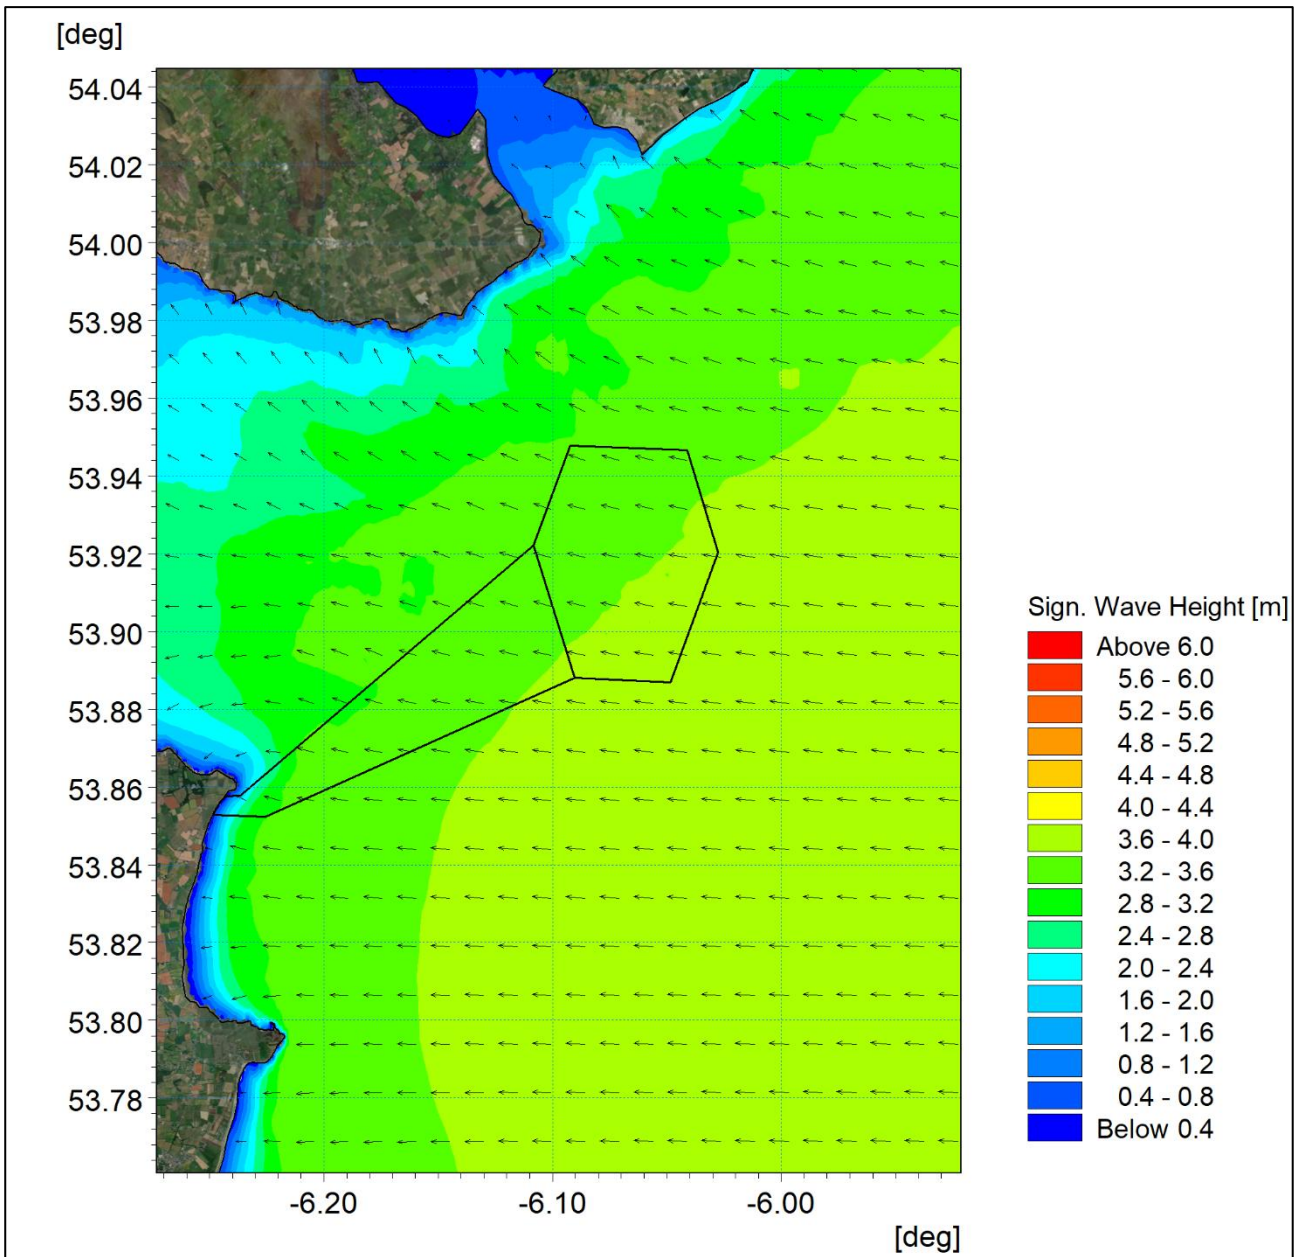 [deg]
54.04
54.02
54.00
53.98
53.96
53.94
53.92
53.90
53.88
53.86
53.84
53.82
53.80
53.78
-6.20 -6.10 -6.00
[deg]
Sign. Wave Height [m]
Above 6.0
5.6 - 6.0
5.2 - 5.6
4.8 - 5.2
4.4 - 4.8
4.0 - 4.4
3.6 - 4.0
3.2 - 3.6
2.8 - 3.2
2.4 - 2.8
2.0 - 2.4
1.6 - 2.0
1.2 - 1.6
0.8 - 1.2
0.4 - 0.8
Below 0.4